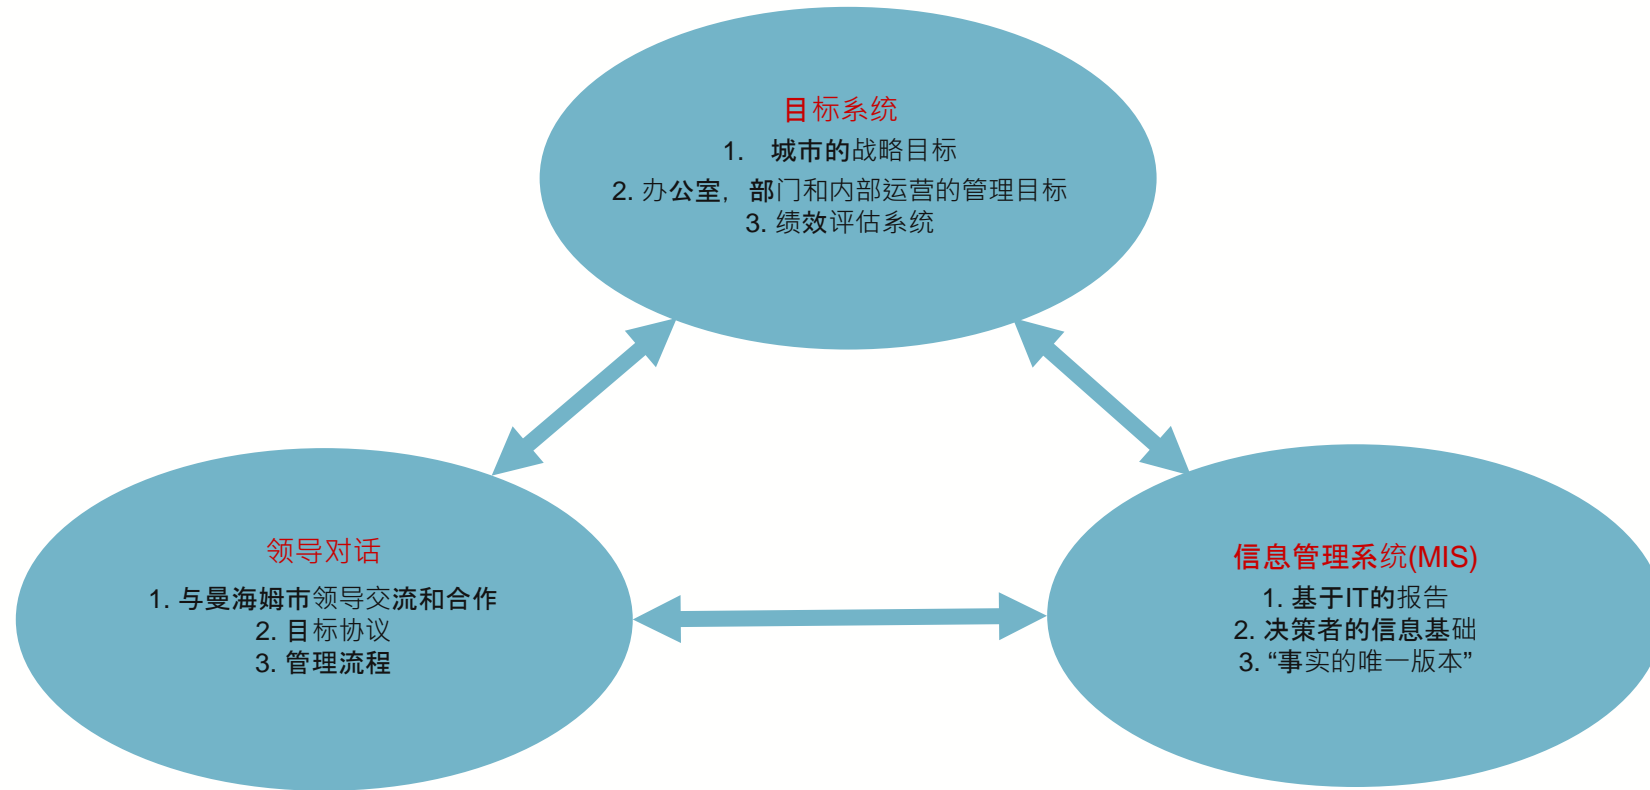 目标系统
1. 城市的战略目标
2. 办公室，部门和内部运营的管理目标
3. 绩效评估系统
领导对话
1. 与曼海姆市领导交流和合作
2. 目标协议
3. 管理流程
信息管理系统(MIS)
1. 基于IT的报告
2. 决策者的信息基础
3. “事实的唯一版本”